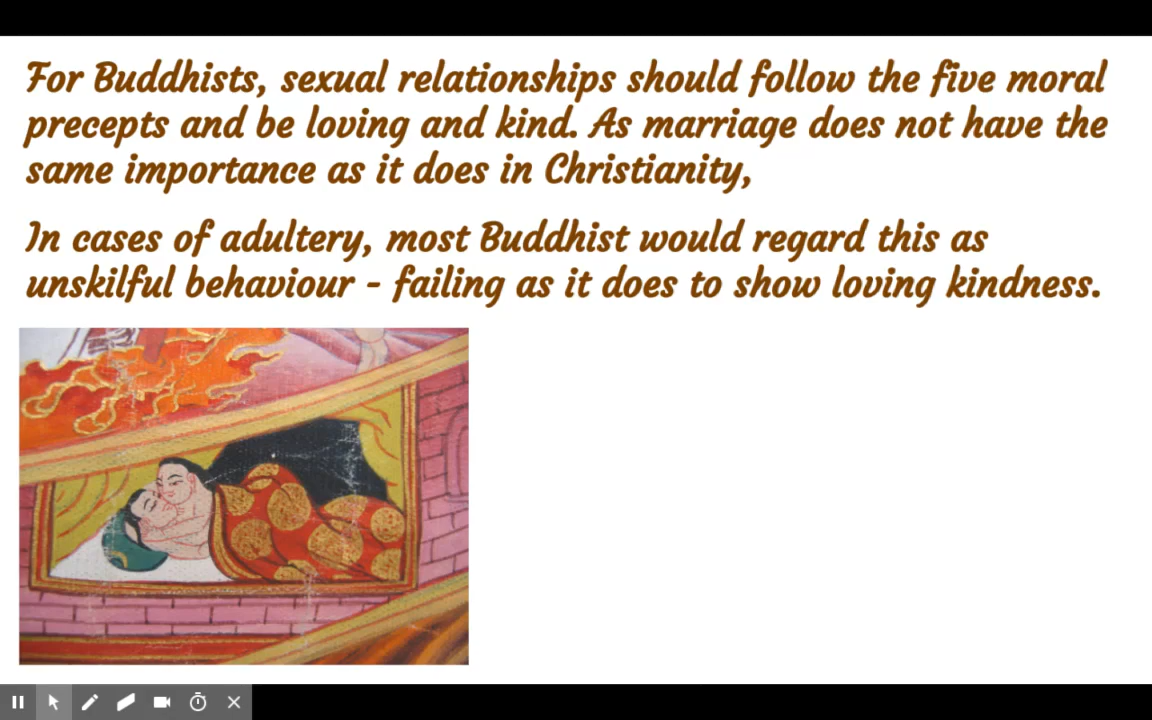 For Buddhists, sexual relationships should follow the five moral
precepts and be loving and kind. As marriage does not have the
same importance as it does in Christianity,
In cases of adultery, most Buddhist would regard this as
unskilful behaviour - failing as it does to show loving kindness.